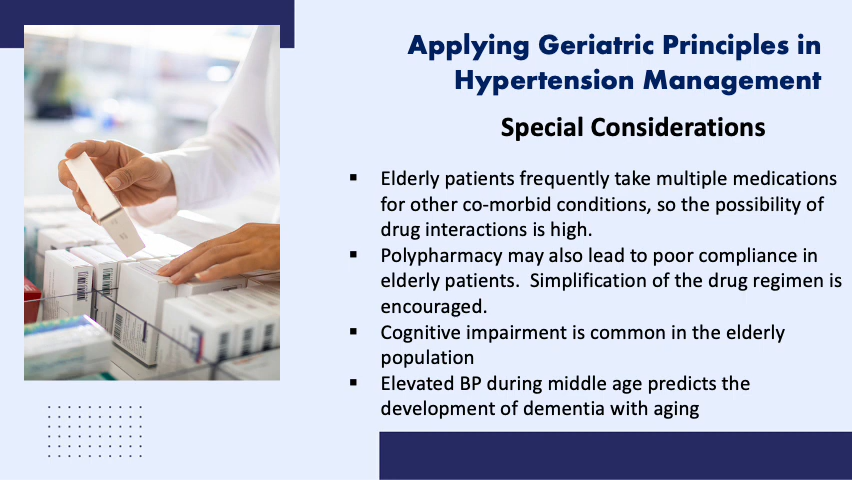 Applying Geriatric Principles in
Hypertension Management
Special Considerations
▪ Elderly patients frequently take multiple medications
for other co-morbid conditions, so the possibility of
drug interactions is high.
▪ Polypharmacy may also lead to poor compliance in
elderly patients.  Simplification of the drug regimen is
encouraged.
▪ Cognitive impairment is common in the elderly
population
▪ Elevated BP during middle age predicts the
development of dementia with aging